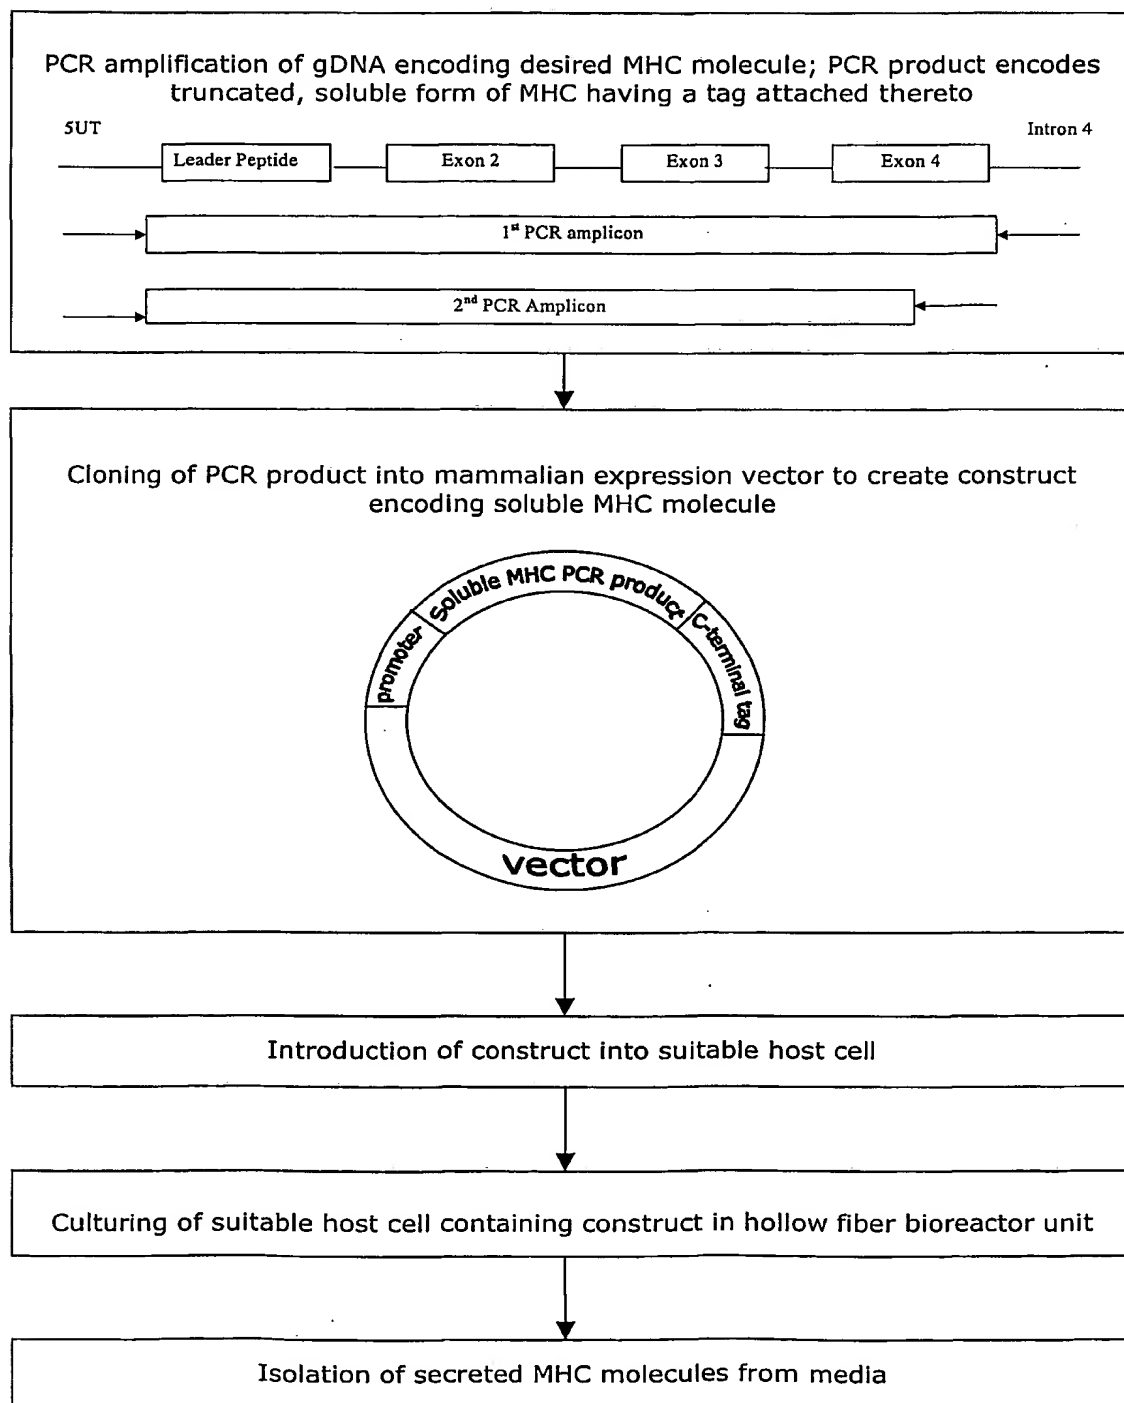 PCR amplification of gDNA encoding desired MHC molecule; PCR product encodes
truncated, soluble form of MHC having a tag attached thereto
5UT
Intron 4
Leader Peptide
Exon 2
Exon 3
Exon 4
1st PCR amplicon
2nd PCR Amplicon
Cloning of PCR product into mammalian expression vector to create construct
encoding soluble MHC molecule
promoter
Soluble MHC PCR product
C-terminal tag
vector
Introduction of construct into suitable host cell
Culturing of suitable host cell containing construct in hollow fiber bioreactor unit
Isolation of secreted MHC molecules from media